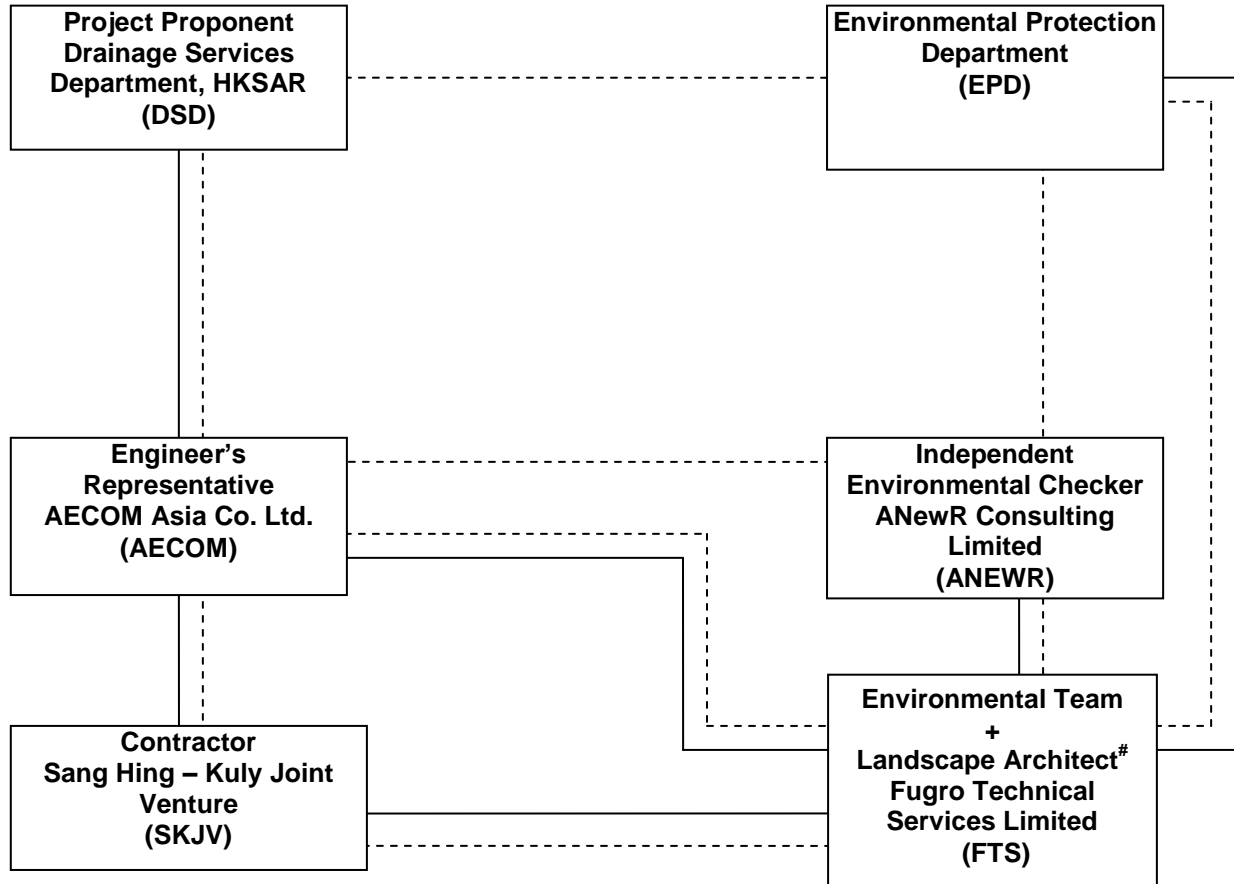 Project Proponent
Drainage Services
Department, HKSAR
(DSD)
Environmental Protection
Department
(EPD)
Engineer’s
Representative
AECOM Asia Co. Ltd.
(AECOM)
Independent
Environmental Checker
ANewR Consulting
Limited
(ANEWR)
Contractor
Sang Hing – Kuly Joint
Venture
(SKJV)
Environmental Team
+
Landscape Architect#
Fugro Technical
Services Limited
(FTS)